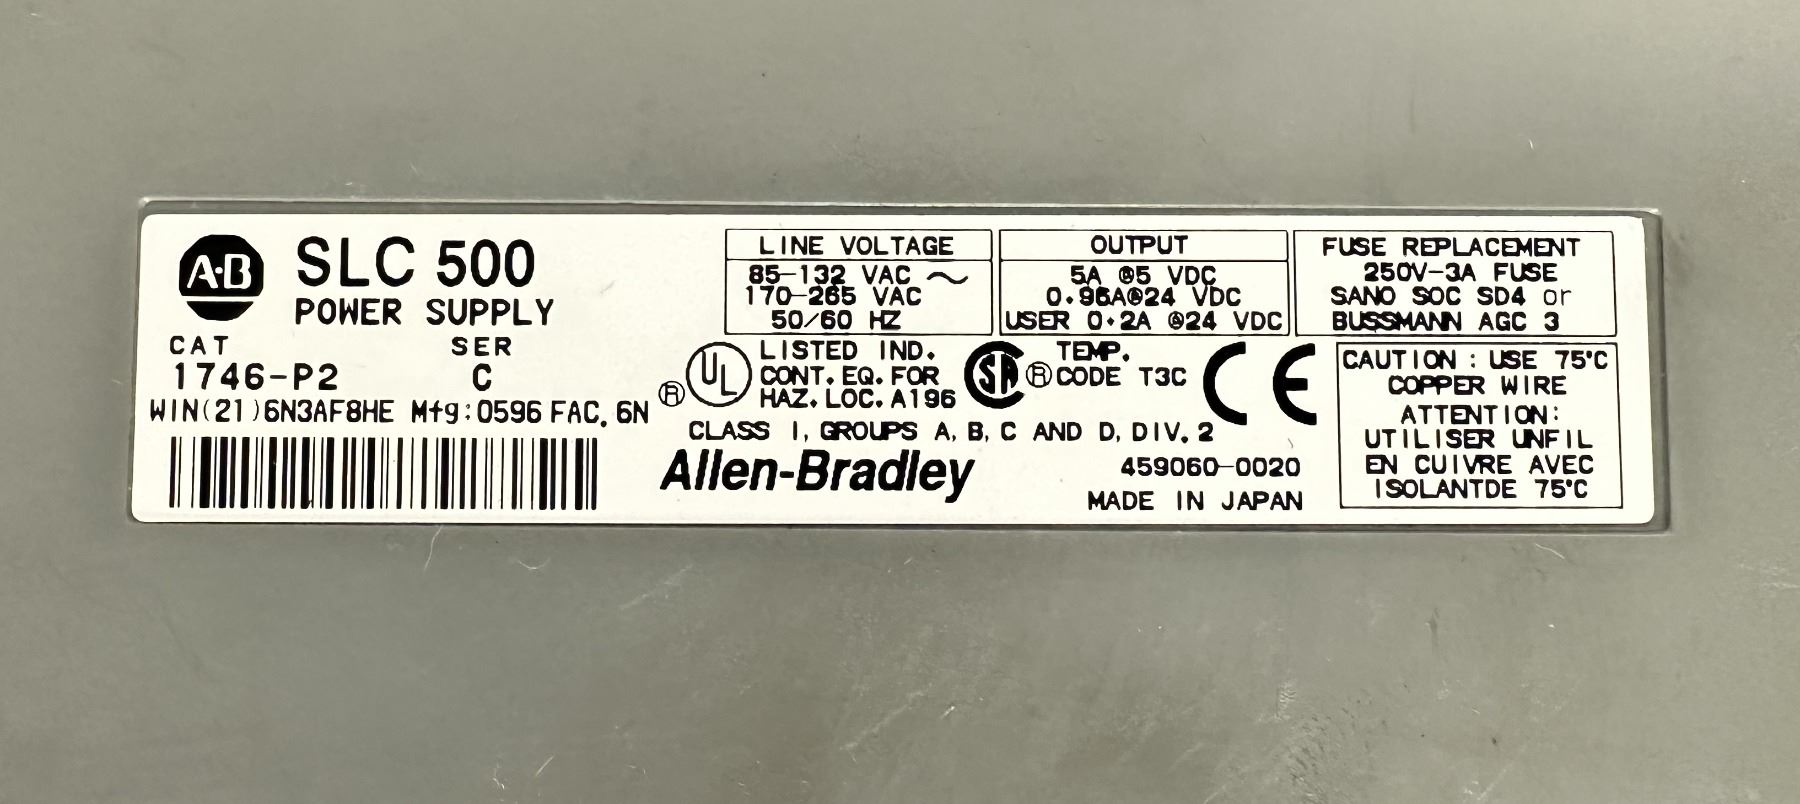 A·B
SLC 500
POWER SUPPLY
CAT SER
1746-P2 C
WIN(21)6N3AF8HE Mfg:0596 FAC. 6N
LINE VOLTAGE
85-132 VAC ~
170-265 VAC
50/60 HZ
OUTPUT
5A @5 VDC
0.96A@24 VDC
USER 0.2A @24 VDC
FUSE REPLACEMENT
250V-3A FUSE
SANO SOC SD4 or
BUSSMANN AGC 3
® UL LISTED IND.
CONT. EQ. FOR
HAZ. LOC. A196
SA ® TEMP.
CODE T3C
CE
CLASS I, GROUPS A, B, C AND D, DIV. 2
Allen-Bradley
459060-0020
MADE IN JAPAN
CAUTION : USE 75°C
COPPER WIRE
ATTENTION:
UTILISER UNFIL
EN CUIVRE AVEC
ISOLANTDE 75°C